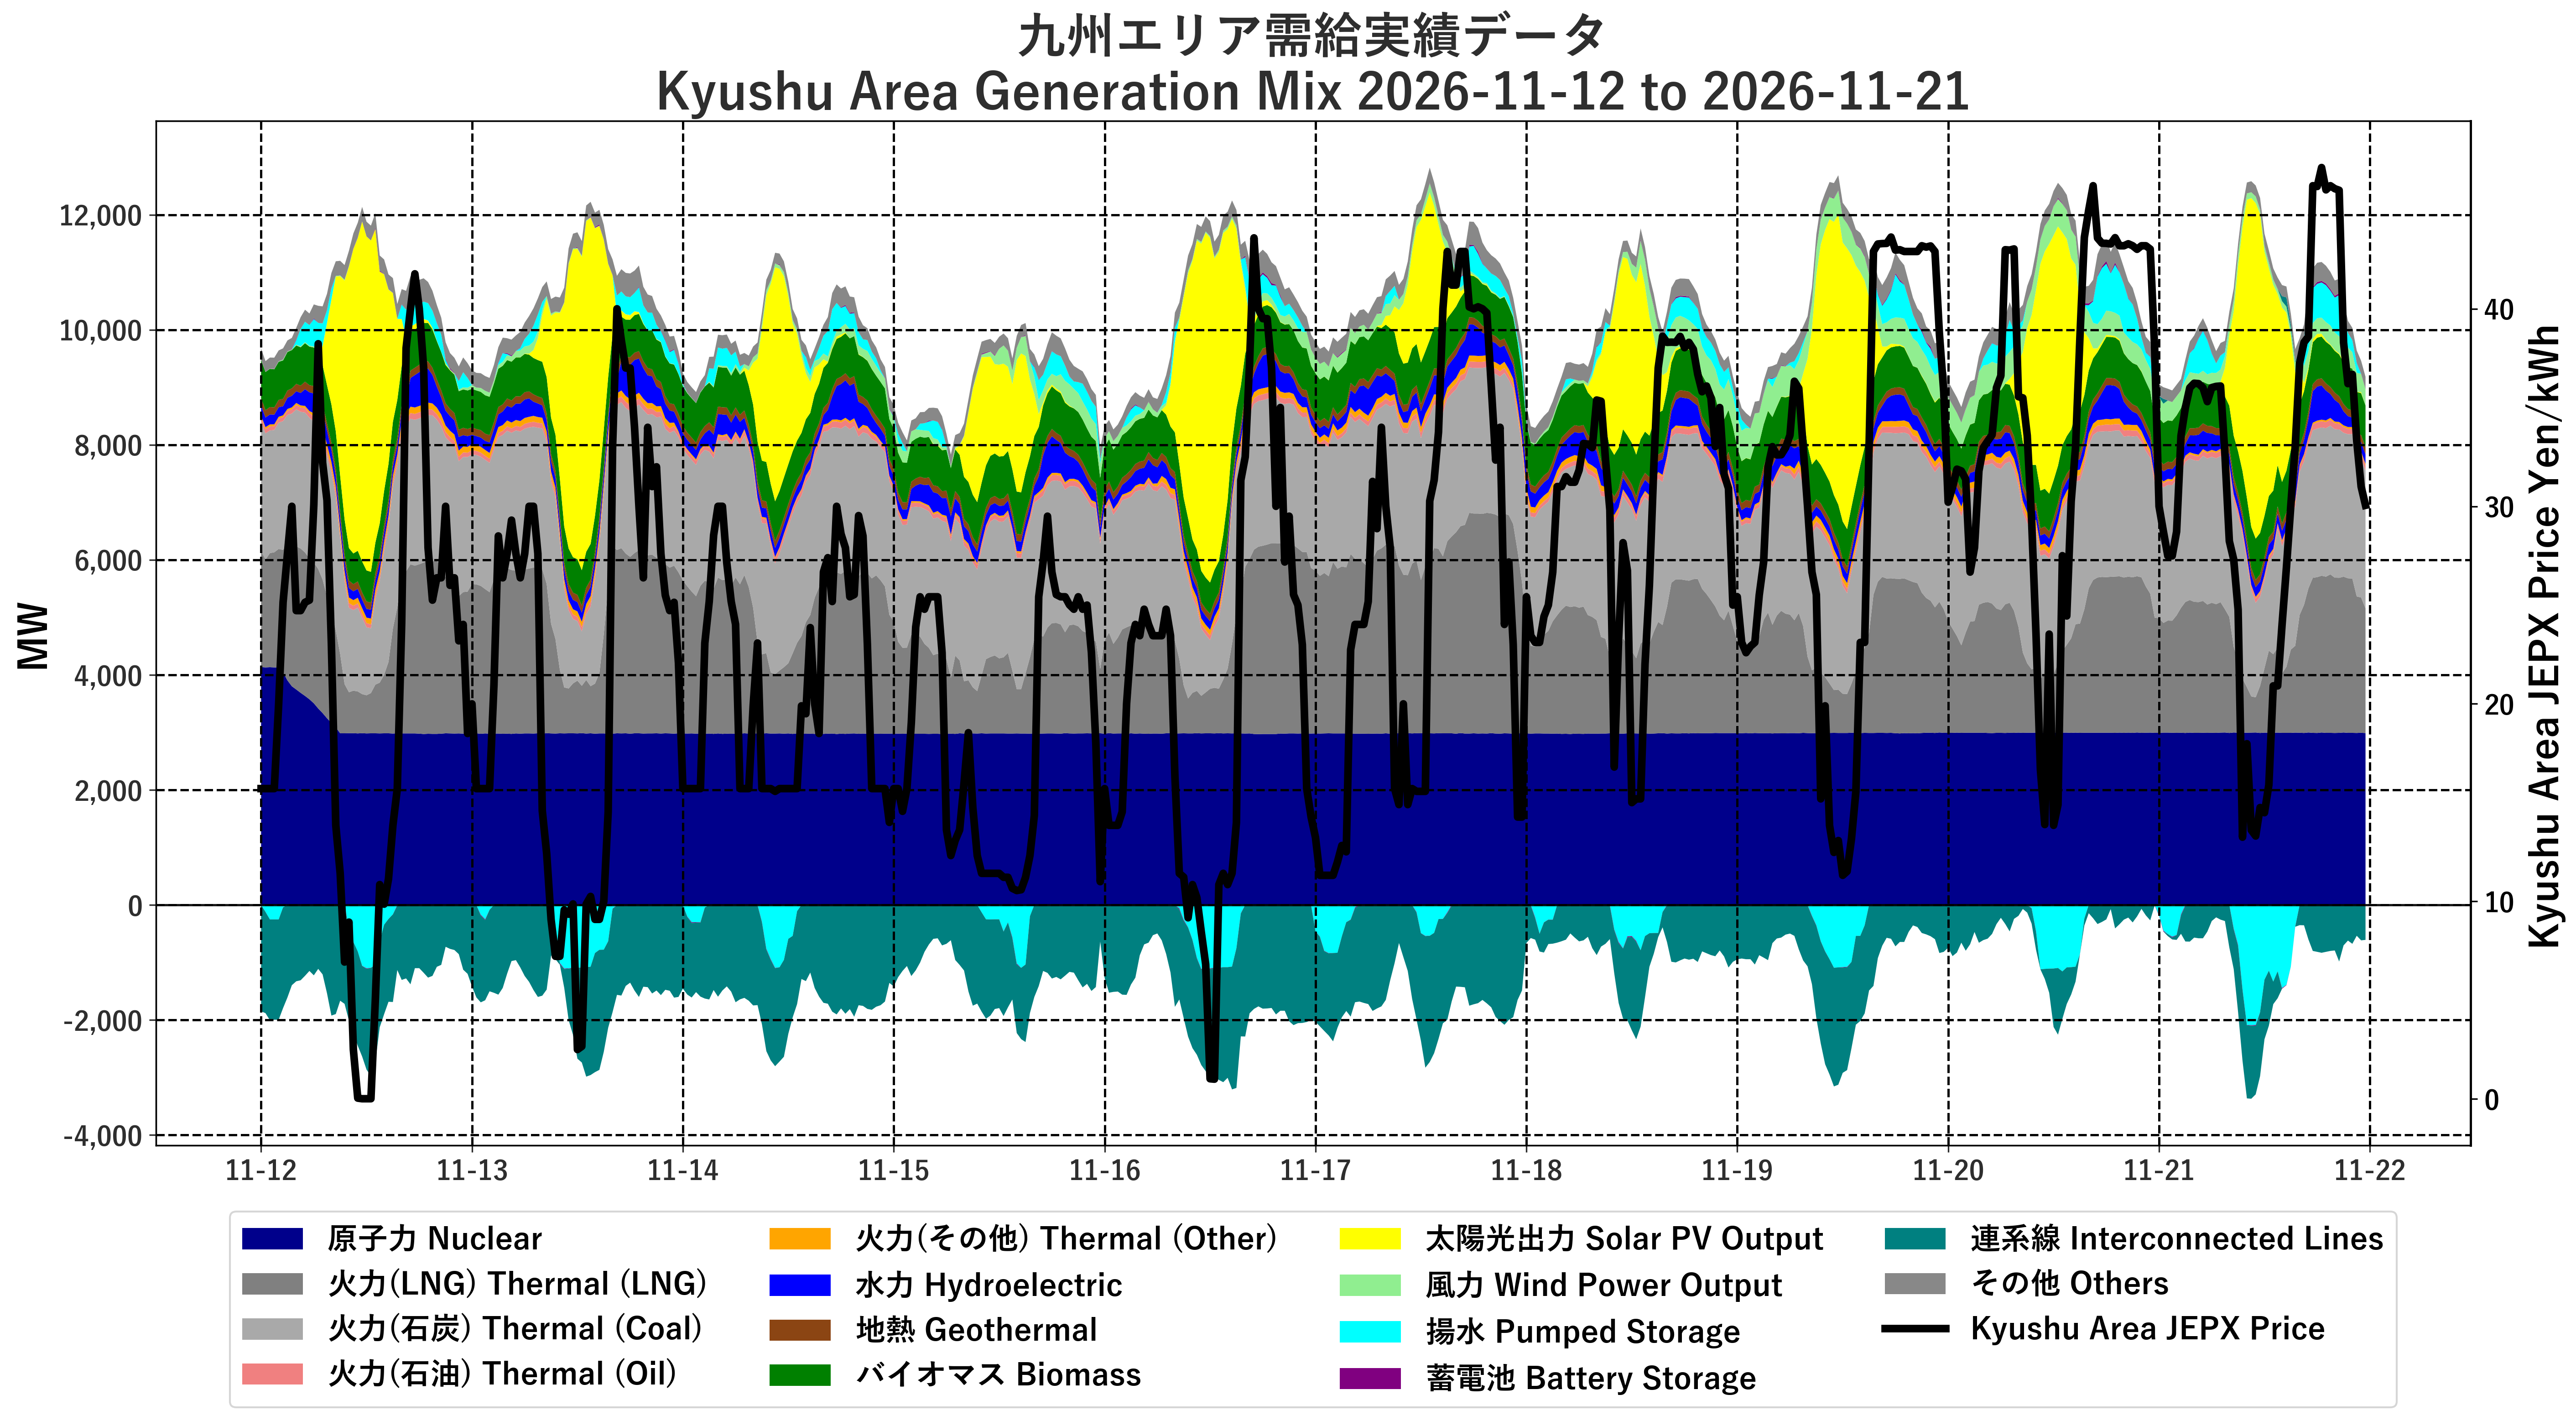 九州エリア需給実績データ
Kyushu Area Generation Mix 2026-11-12 to 2026-11-21
MW
12,000
10,000
8,000
6,000
4,000
2,000
0
-2,000
-4,000
40
30
20
10
0
Kyushu Area JEPX Price Yen/kWh
11-12 11-13 11-14 11-15 11-16 11-17 11-18 11-19 11-20 11-21 11-22
原子力 Nuclear
火力(LNG) Thermal (LNG)
火力(石炭) Thermal (Coal)
火力(石油) Thermal (Oil)
火力(その他) Thermal (Other)
水力 Hydroelectric
地熱 Geothermal
バイオマス Biomass
太陽光出力 Solar PV Output
風力 Wind Power Output
揚水 Pumped Storage
蓄電池 Battery Storage
連系線 Interconnected Lines
その他 Others
Kyushu Area JEPX Price